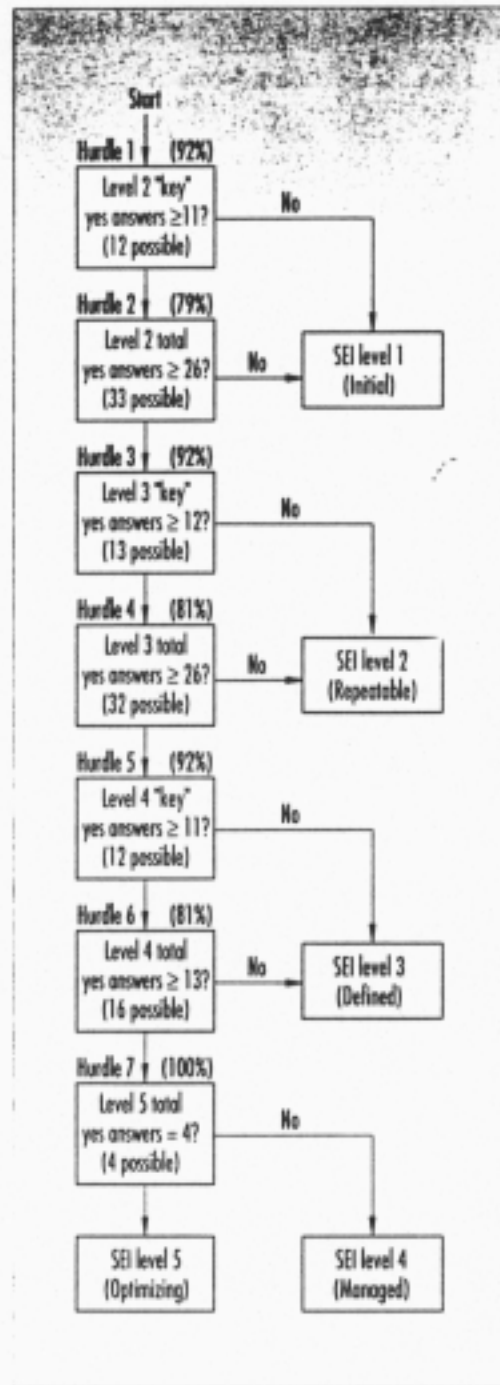 Start
Hurdle 1 (92%)
Level 2 "key"
yes answers ≥11?
(12 possible)
No
Hurdle 2 (79%)
Level 2 total
yes answers ≥ 26?
(33 possible)
No
SEI level 1
(Initial)
Hurdle 3 (92%)
Level 3 "key"
yes answers ≥ 12?
(13 possible)
No
Hurdle 4 (81%)
Level 3 total
yes answers ≥ 26?
(32 possible)
No
SEI level 2
(Repeatable)
Hurdle 5 (92%)
Level 4 "key"
yes answers ≥ 11?
(12 possible)
No
Hurdle 6 (81%)
Level 4 total
yes answers ≥ 13?
(16 possible)
No
SEI level 3
(Defined)
Hurdle 7 (100%)
Level 5 total
yes answers = 4?
(4 possible)
No
SEI level 5
(Optimizing)
SEI level 4
(Managed)